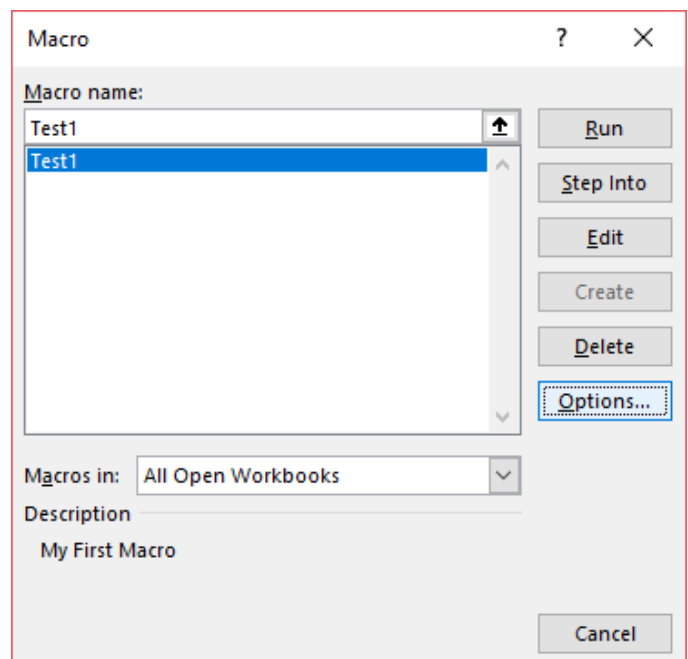 Macro ?
Macro name:
Test1
Run
Test1
Step Into
Edit
Create
Delete
Options...
Macros in: All Open Workbooks
Description
My First Macro
Cancel